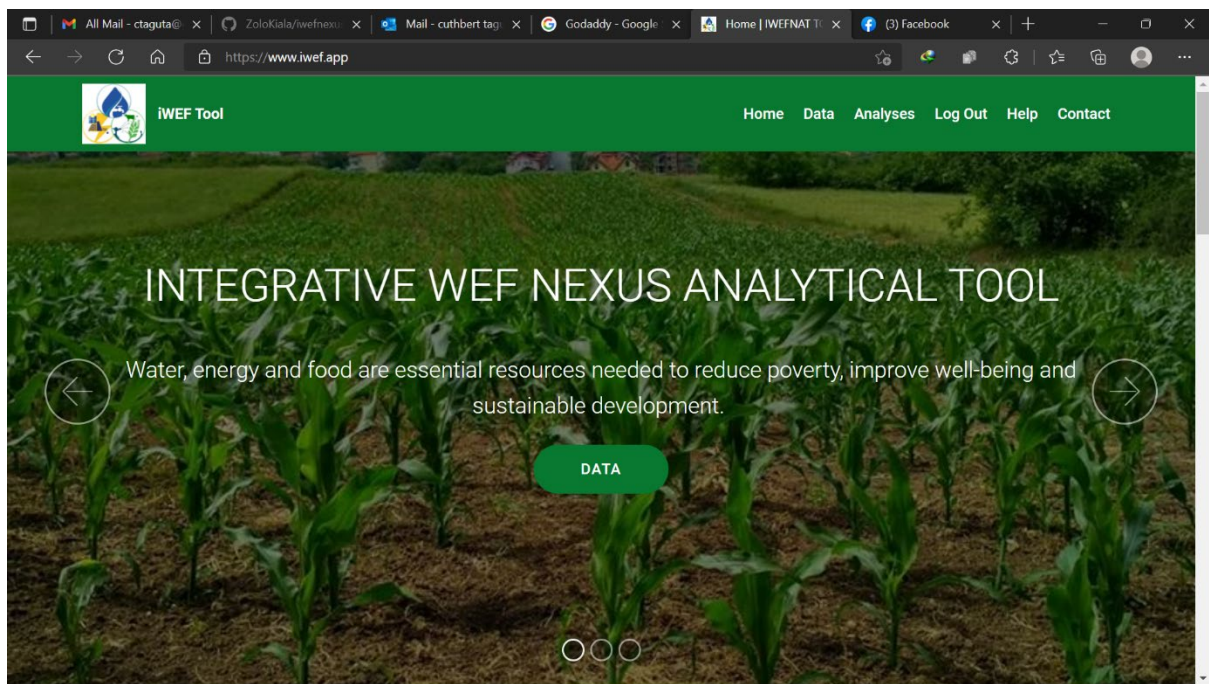 All Mail - ctaguta@
ZoloKiala/iwefnexu
Mail - cuthbert tag
Godaddy - Google
Home | IWEFNAT T
(3) Facebook
https://www.iwef.app
iWEF Tool
Home Data Analyses Log Out Help Contact
INTEGRATIVE WEF NEXUS ANALYTICAL TOOL
Water, energy and food are essential resources needed to reduce poverty, improve well-being and
sustainable development.
DATA